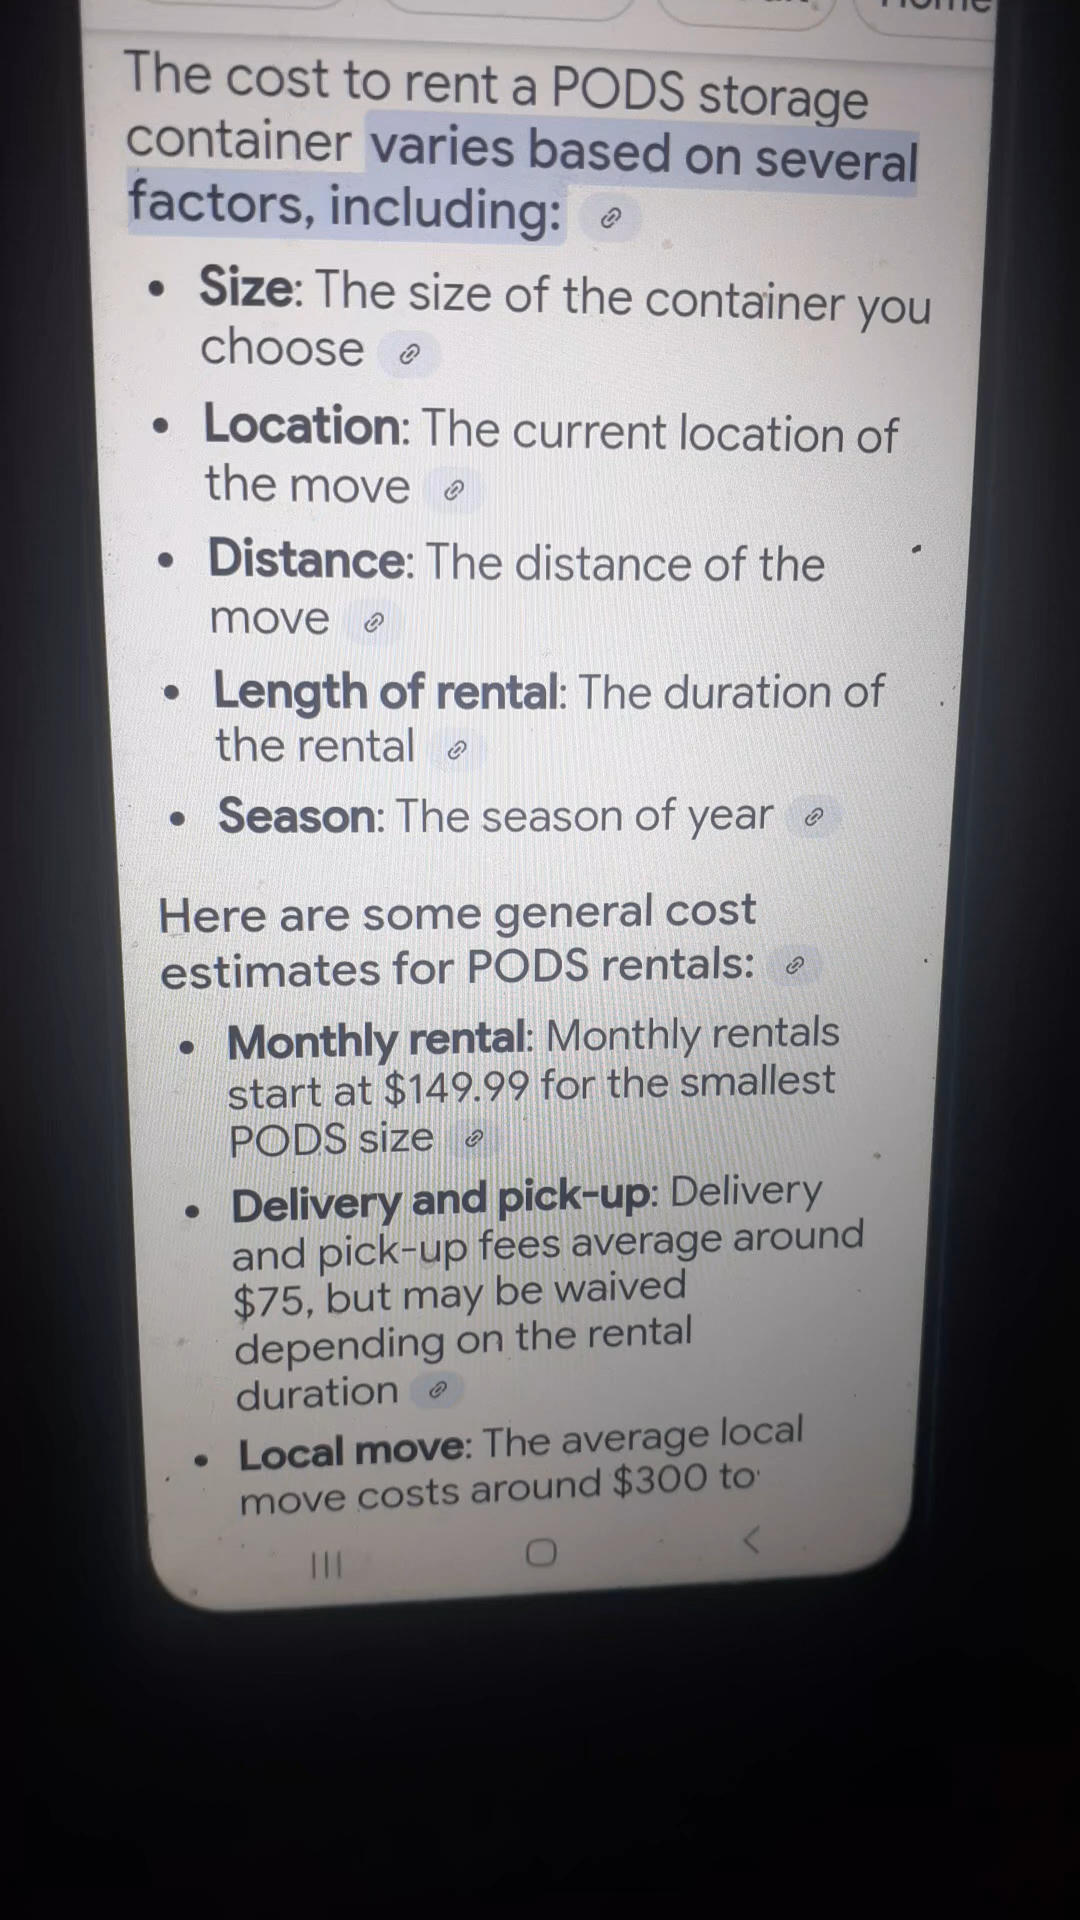 The cost to rent a PODS storage
container varies based on several
factors, including:
• Size: The size of the container you
choose
• Location: The current location of
the move
• Distance: The distance of the
move
• Length of rental: The duration of
the rental
• Season: The season of year
Here are some general cost
estimates for PODS rentals:
• Monthly rental: Monthly rentals
start at $149.99 for the smallest
PODS size
• Delivery and pick-up: Delivery
and pick-up fees average around
$75, but may be waived
depending on the rental
duration
• Local move: The average local
move costs around $300 to